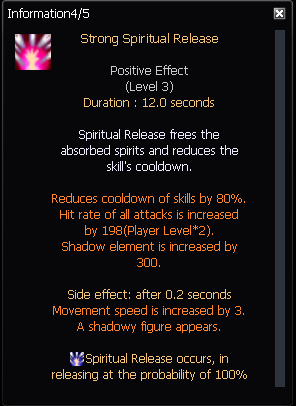 Information4/5
Strong Spiritual Release
Positive Effect
(Level 3)
Duration : 12.0 seconds
Spiritual Release frees the
absorbed spirits and reduces the
skill's cooldown.
Reduces cooldown of skills by 80%.
Hit rate of all attacks is increased
by 198(Player Level*2).
Shadow element is increased by
300.
Side effect: after 0.2 seconds
Movement speed is increased by 3.
A shadowy figure appears.
Spiritual Release occurs, in
releasing at the probability of 100%